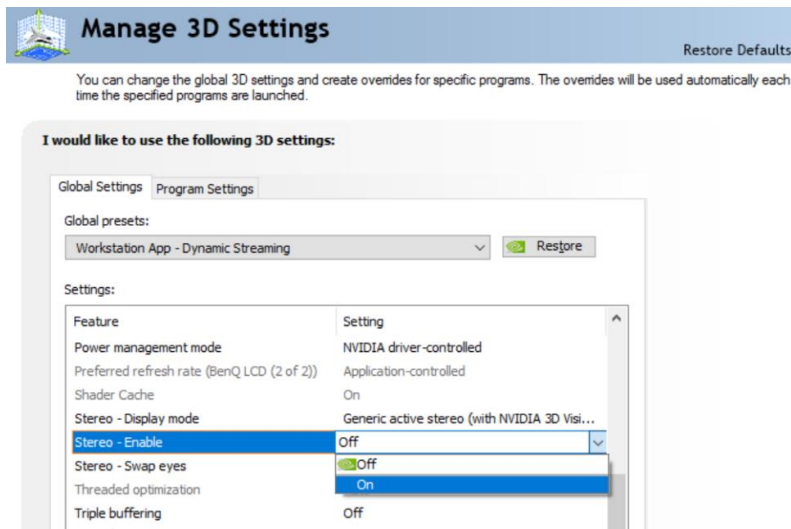 Manage 3D Settings
Restore Defaults
You can change the global 3D settings and create overrides for specific programs. The overrides will be used automatically each
time the specified programs are launched.
I would like to use the following 3D settings:
Global Settings Program Settings
Global presets:
Workstation App - Dynamic Streaming Restore
Settings:
Feature Setting
Power management mode NVIDIA driver-controlled
Preferred refresh rate (BenQ LCD (2 of 2)) Application-controlled
Shader Cache On
Stereo - Display mode Generic active stereo (with NVIDIA 3D Visi...
Stereo - Enable Off
Off
Stereo - Swap eyes
On
Threaded optimization
Triple buffering Off